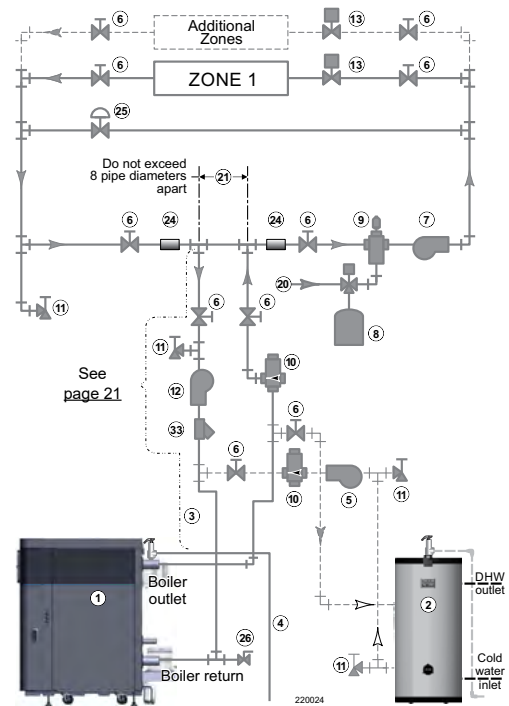 6
13
6
Additional
Zones
6
13
6
ZONE 1
25
Do not exceed
8 pipe diameters
apart
21
6
24
24
6
9
7
20
11
6
6
8
11
See
page 21
12
10
33
6
6
10
5
11
3
Boiler
outlet
1
4
2
DHW
outlet
26
11
Cold
water
inlet
Boiler return
220024